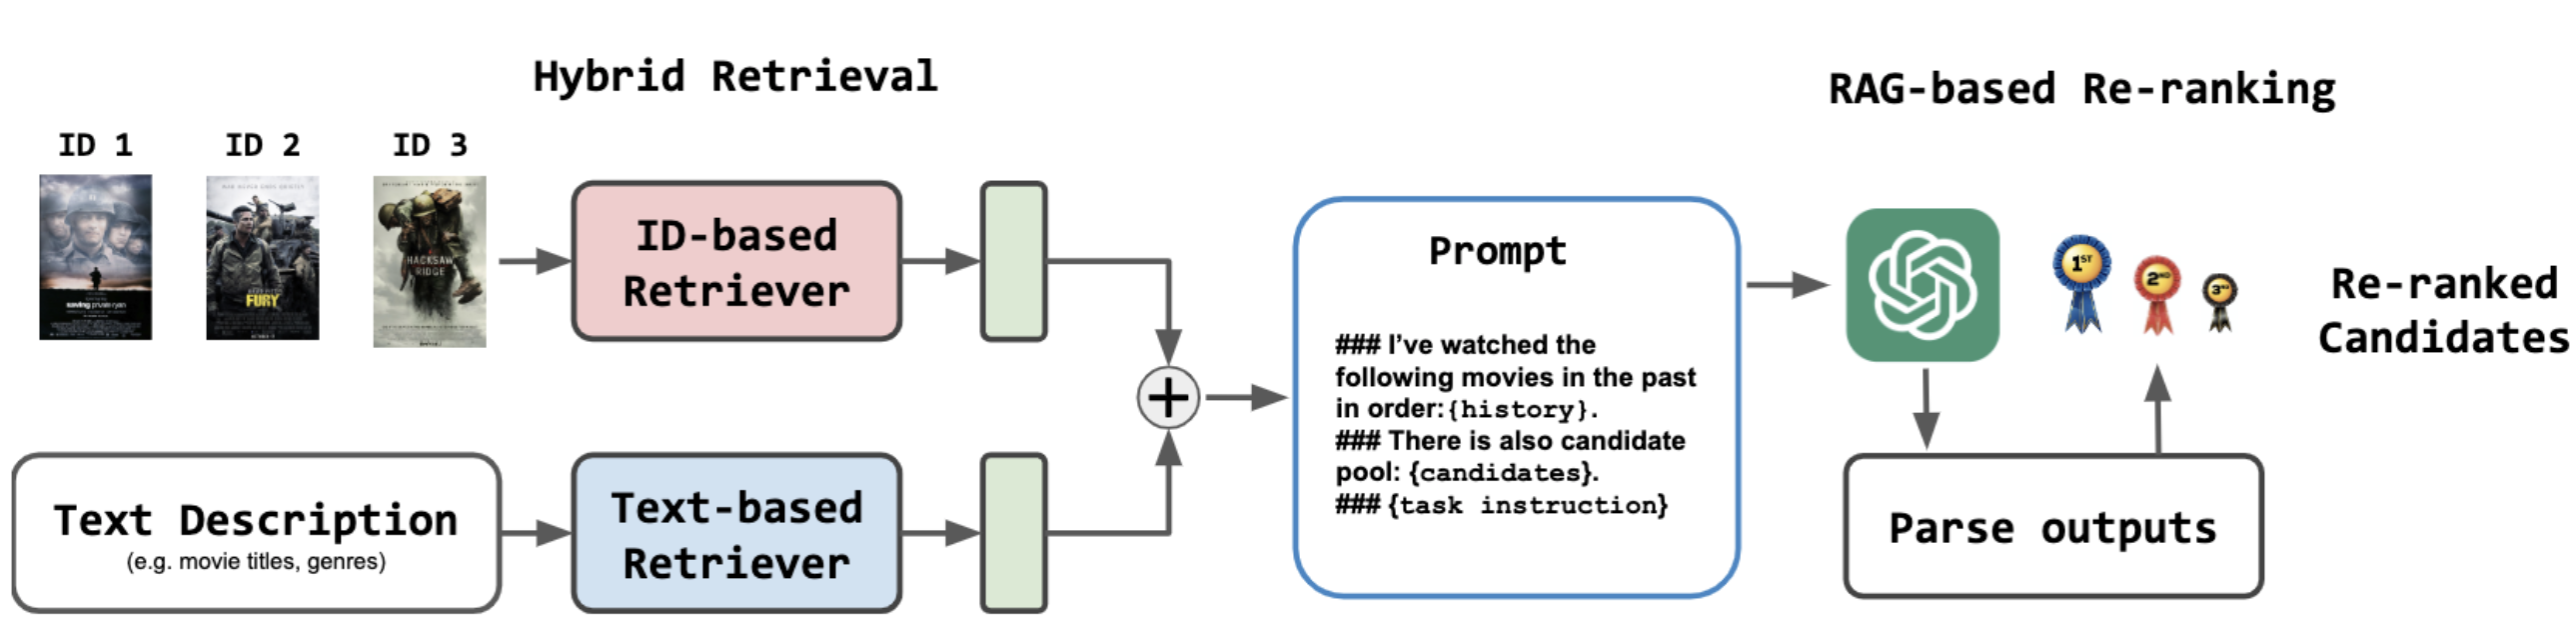 Hybrid Retrieval
RAG-based Re-ranking
ID 1
ID 2
ID 3
saving private ryan
FURY
HACKSAW
RIDGE
ID-based
Retriever
Text Description
(e.g. movie titles, genres)
Text-based
Retriever
+
Prompt
### I’ve watched the
following movies in the past
in order:{history}.
### There is also candidate
pool: {candidates}.
### {task instruction}
1ST
2ND
3RD
Re-ranked
Candidates
Parse outputs